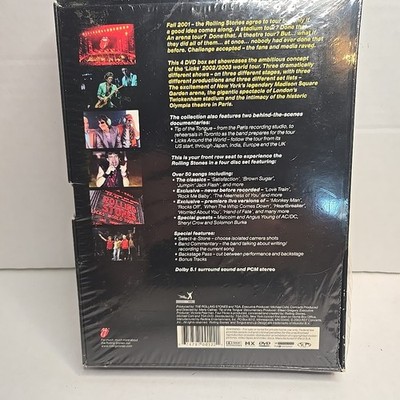 Fall 2001 - the Rolling Stones agree to tour only if
a good idea comes along. A stadium tour? Done that.
An arena tour? Done that. A theatre tour? But... what if
they did all of them... at once... nobody had ever done that
before. Challenge accepted – the fans and media raved.
This 4 DVD box set showcases the ambitious concept of
the 'Licks' 2002/2003 world tour. Three dramatically
different shows – on three different stages, with three
different productions and three different set lists –
The excitement of New York's legendary Madison Square
Garden arena, the gigantic spectacle of London's
Twickenham stadium and the intimacy of the historic
Olympia theatre in Paris.
The collection also features two behind-the-scenes
documentaries:
• Tip of the Tongue - from the Paris recording studio, to
rehearsals in Toronto as the band prepares for the tour
• Licks Around the World – follow the tour from its
US start, through Japan, India, Europe and the UK
This is your front row seat to experience the
Rolling Stones in a four disc set featuring:
Over 50 songs including:
• The classics – 'Satisfaction', 'Brown Sugar',
'Jumpin' Jack Flash' and more
• Exclusive – never before recorded – 'Love Train',
'Rock Me Baby', 'The Nearness of You' and more
• Exclusive – premiere live versions of – 'Monkey Man',
'Rocks Off', 'When The Whip Comes Down', 'Heartbreaker',
'Worried About You', 'Hand of Fate', and many more
• Special guests – Malcolm and Angus Young of AC/DC,
Sheryl Crow and Solomon Burke
Special features:
• Select-a-Stone - choose isolated camera shots
• Band Commentary – the band talking about writing/
recording the current song
• Backstage Pass - cut between performance and backstage
• Bonus Tracks
Dolby 5.1 surround sound and PCM stereo
DVD